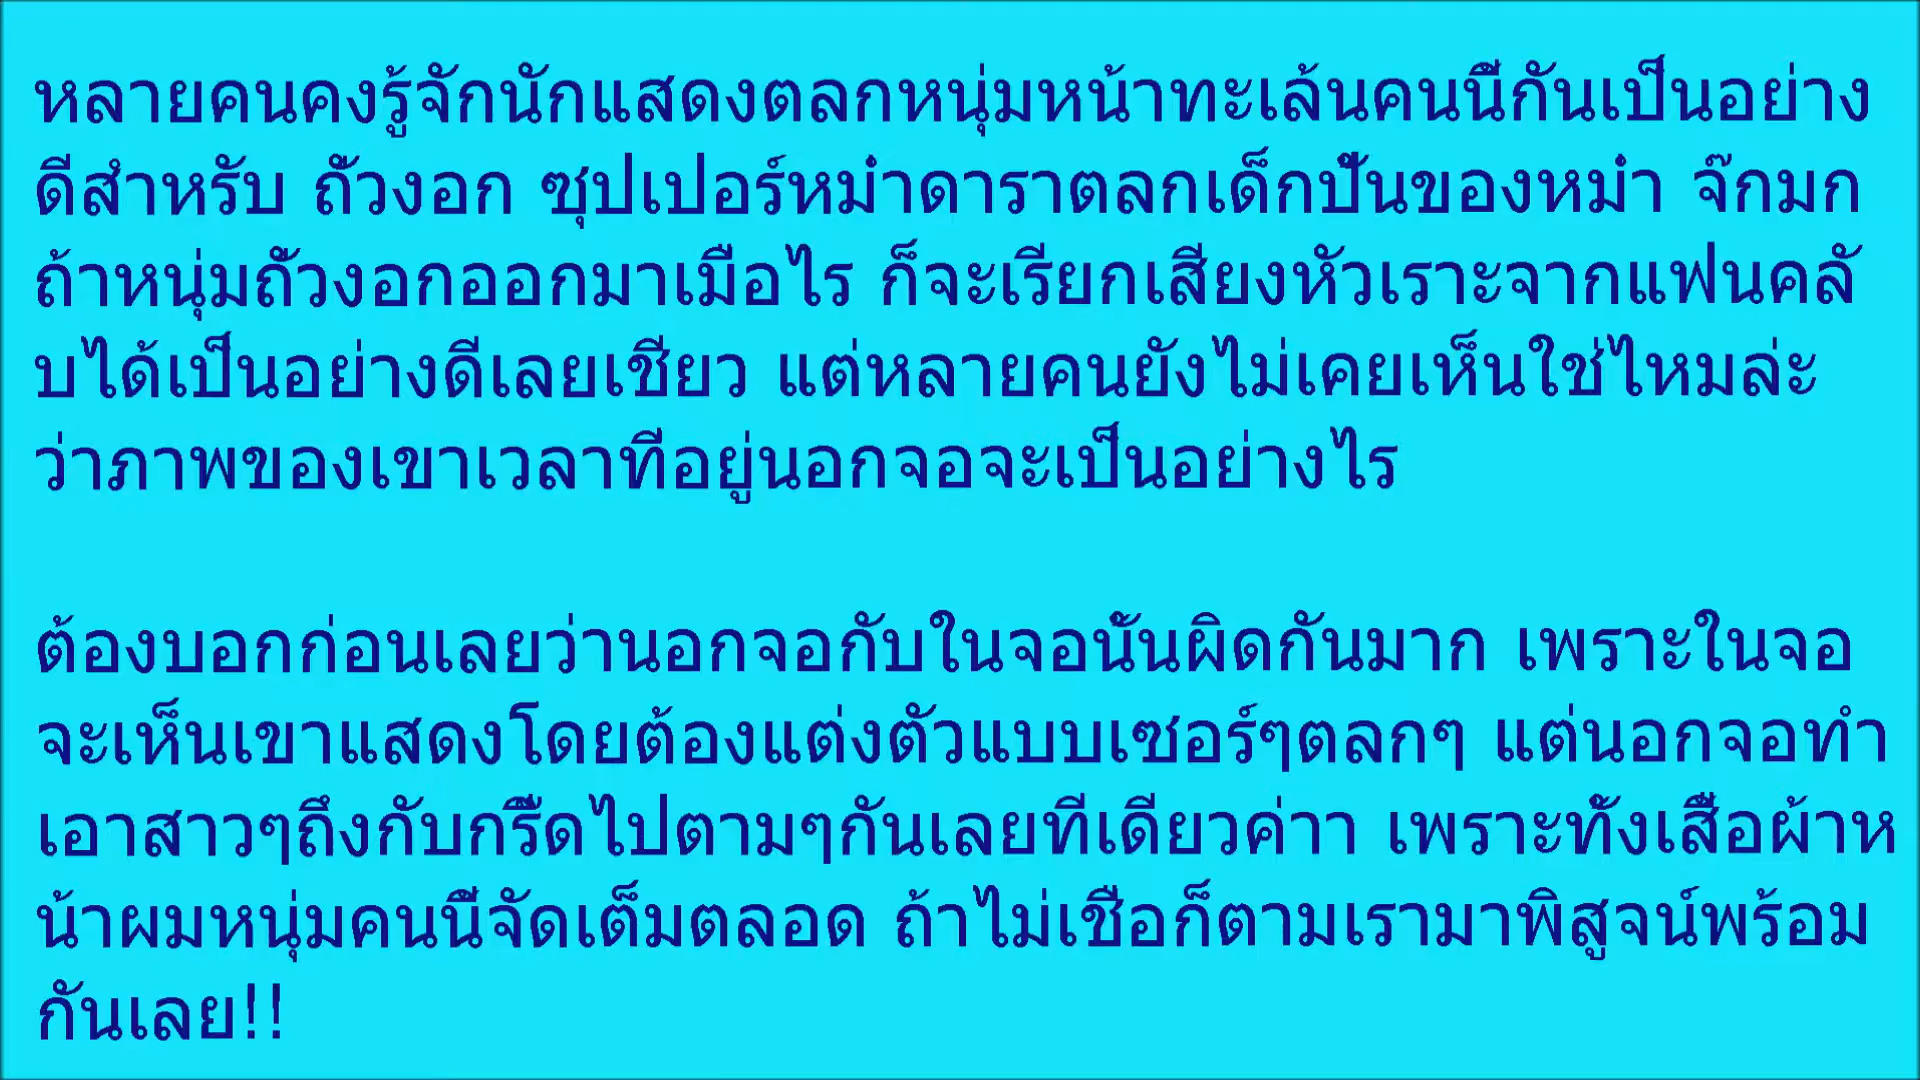 หลายคนคงรู้จักนักแสดงตลกหนุ่มหน้าทะเล้นคนนี้กันเป็นอย่าง
ดีสำหรับ ถั่วงอก ซุปเปอร์หม่ำดาราตลกเด็กปั้นของหม่ำ จ๊กมก
ถ้าหนุ่มถั่วงอกออกมาเมื่อไร ก็จะเรียกเสียงหัวเราะจากแฟนคลั
บได้เป็นอย่างดีเลยเชียว แต่หลายคนยังไม่เคยเห็นใช่ไหมล่ะ
ว่าภาพของเขาเวลาที่อยู่นอกจอจะเป็นอย่างไร
ต้องบอกก่อนเลยว่านอกจอกับในจอนั้นผิดกันมาก เพราะในจอ
จะเห็นเขาแสดงโดยต้องแต่งตัวแบบเซอร์ๆตลกๆ แต่นอกจอทำ
เอาสาวๆถึงกับกรี๊ดไปตามๆกันเลยทีเดียวค่าา เพราะทั้งเสื้อผ้าห
น้าผมหนุ่มคนนี้จัดเต็มตลอด ถ้าไม่เชื่อก็ตามเรามาพิสูจน์พร้อม
กันเลย!!